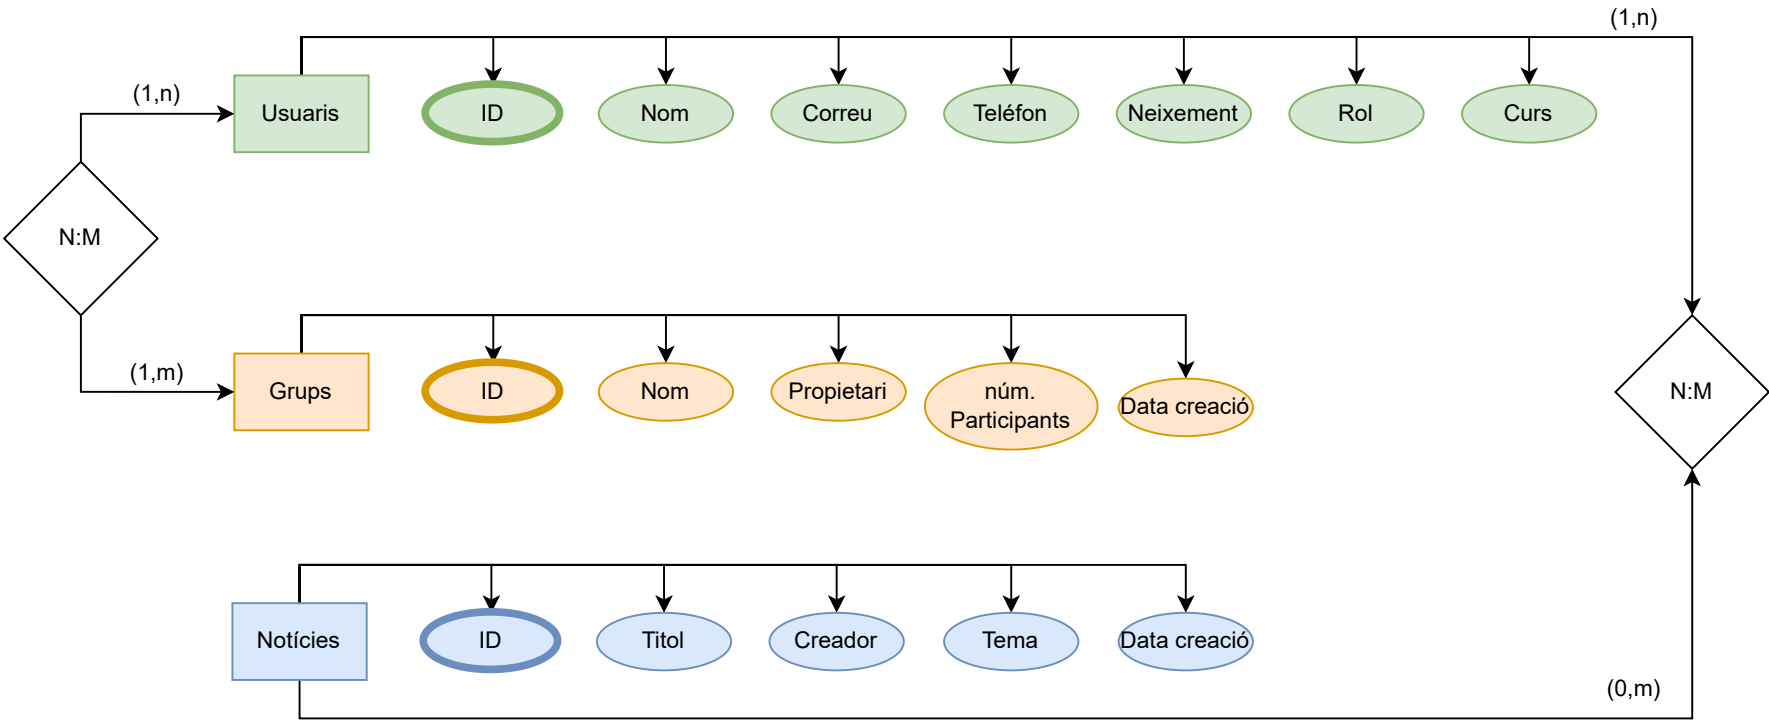 (1,n)
(1,n)
Usuaris
ID
Nom
Correu
Teléfon
Neixement
Rol
Curs
N:M
(1,m)
Grups
ID
Nom
Propietari
núm.
Participants
Data creació
N:M
Notícies
ID
Titol
Creador
Tema
Data creació
(0,m)